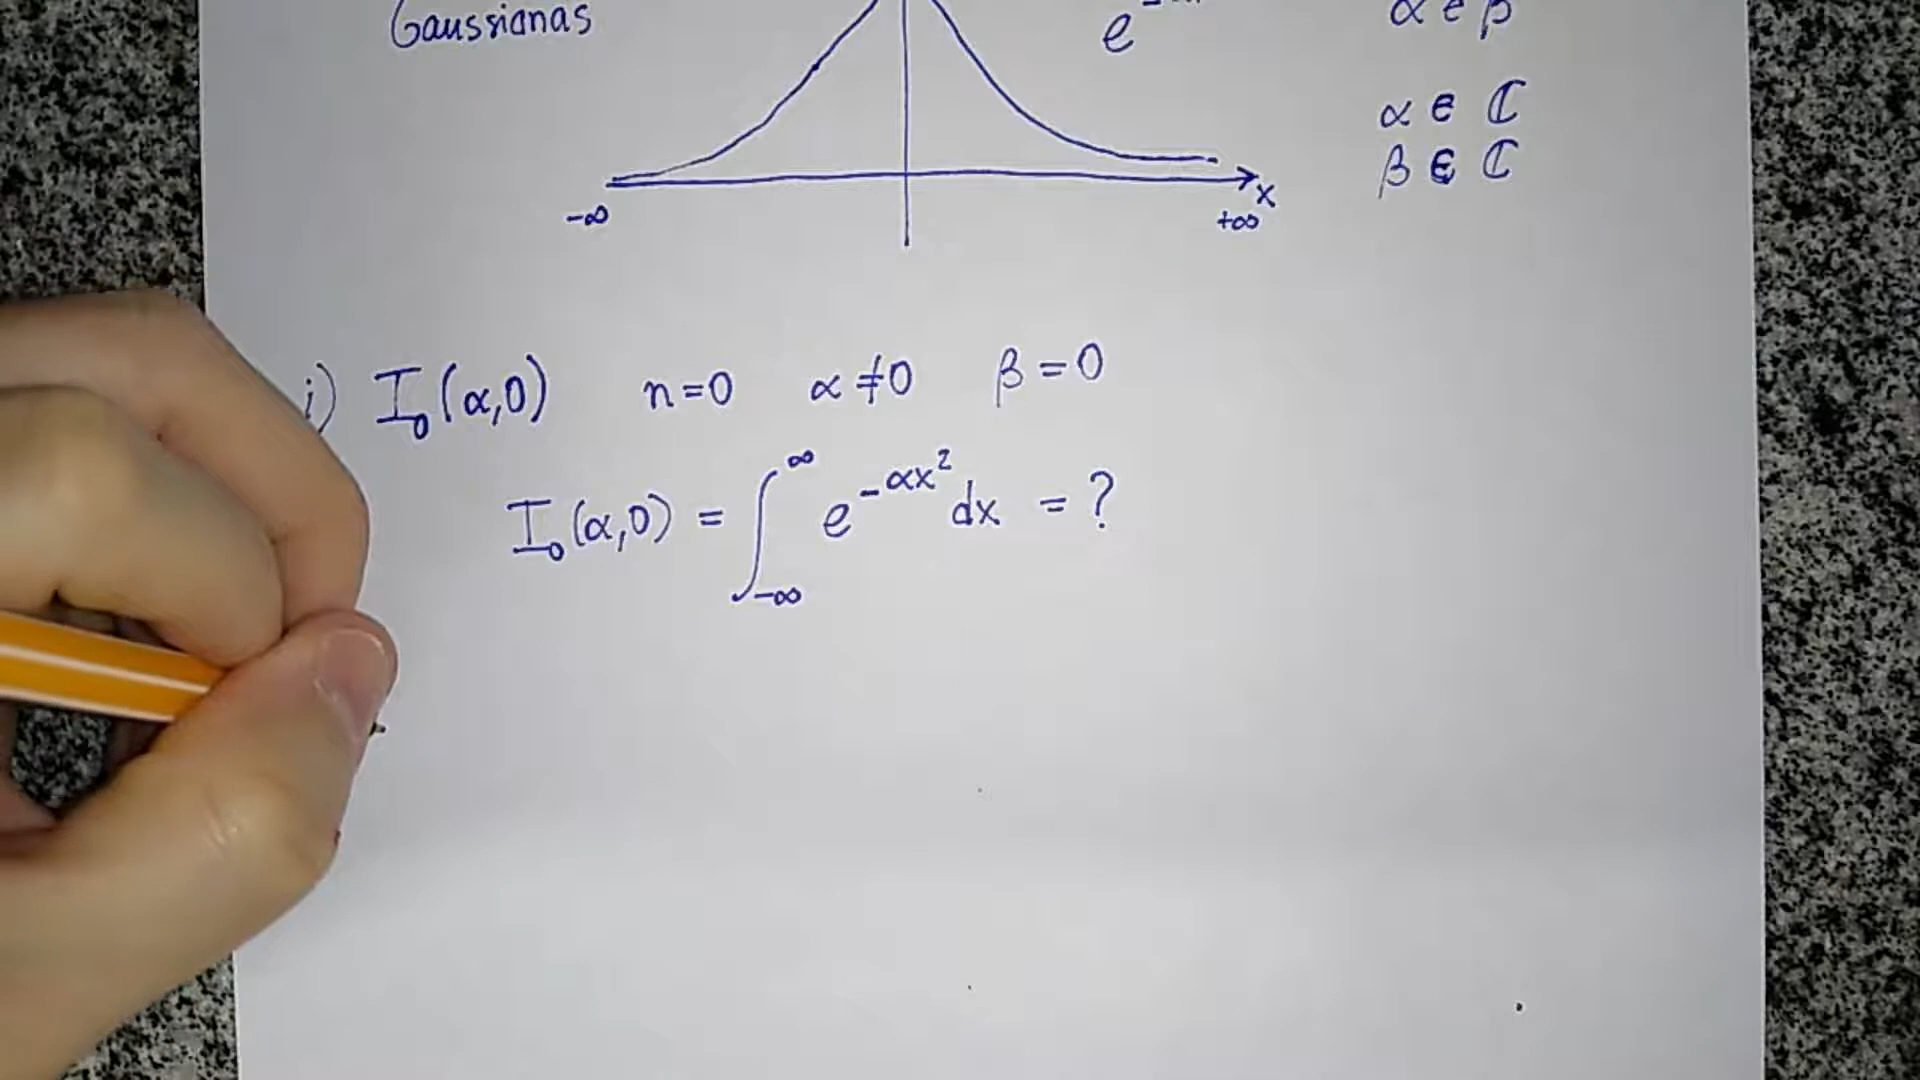 Gaussianas
e
α e β
α ∈ ℂ
β ∈ ℂ
-∞
+∞
x
i) I₀(α,0) n=0 α≠0 β=0
I₀(α,0) = ∫_{-∞}^{∞} e^{-αx²} dx = ?